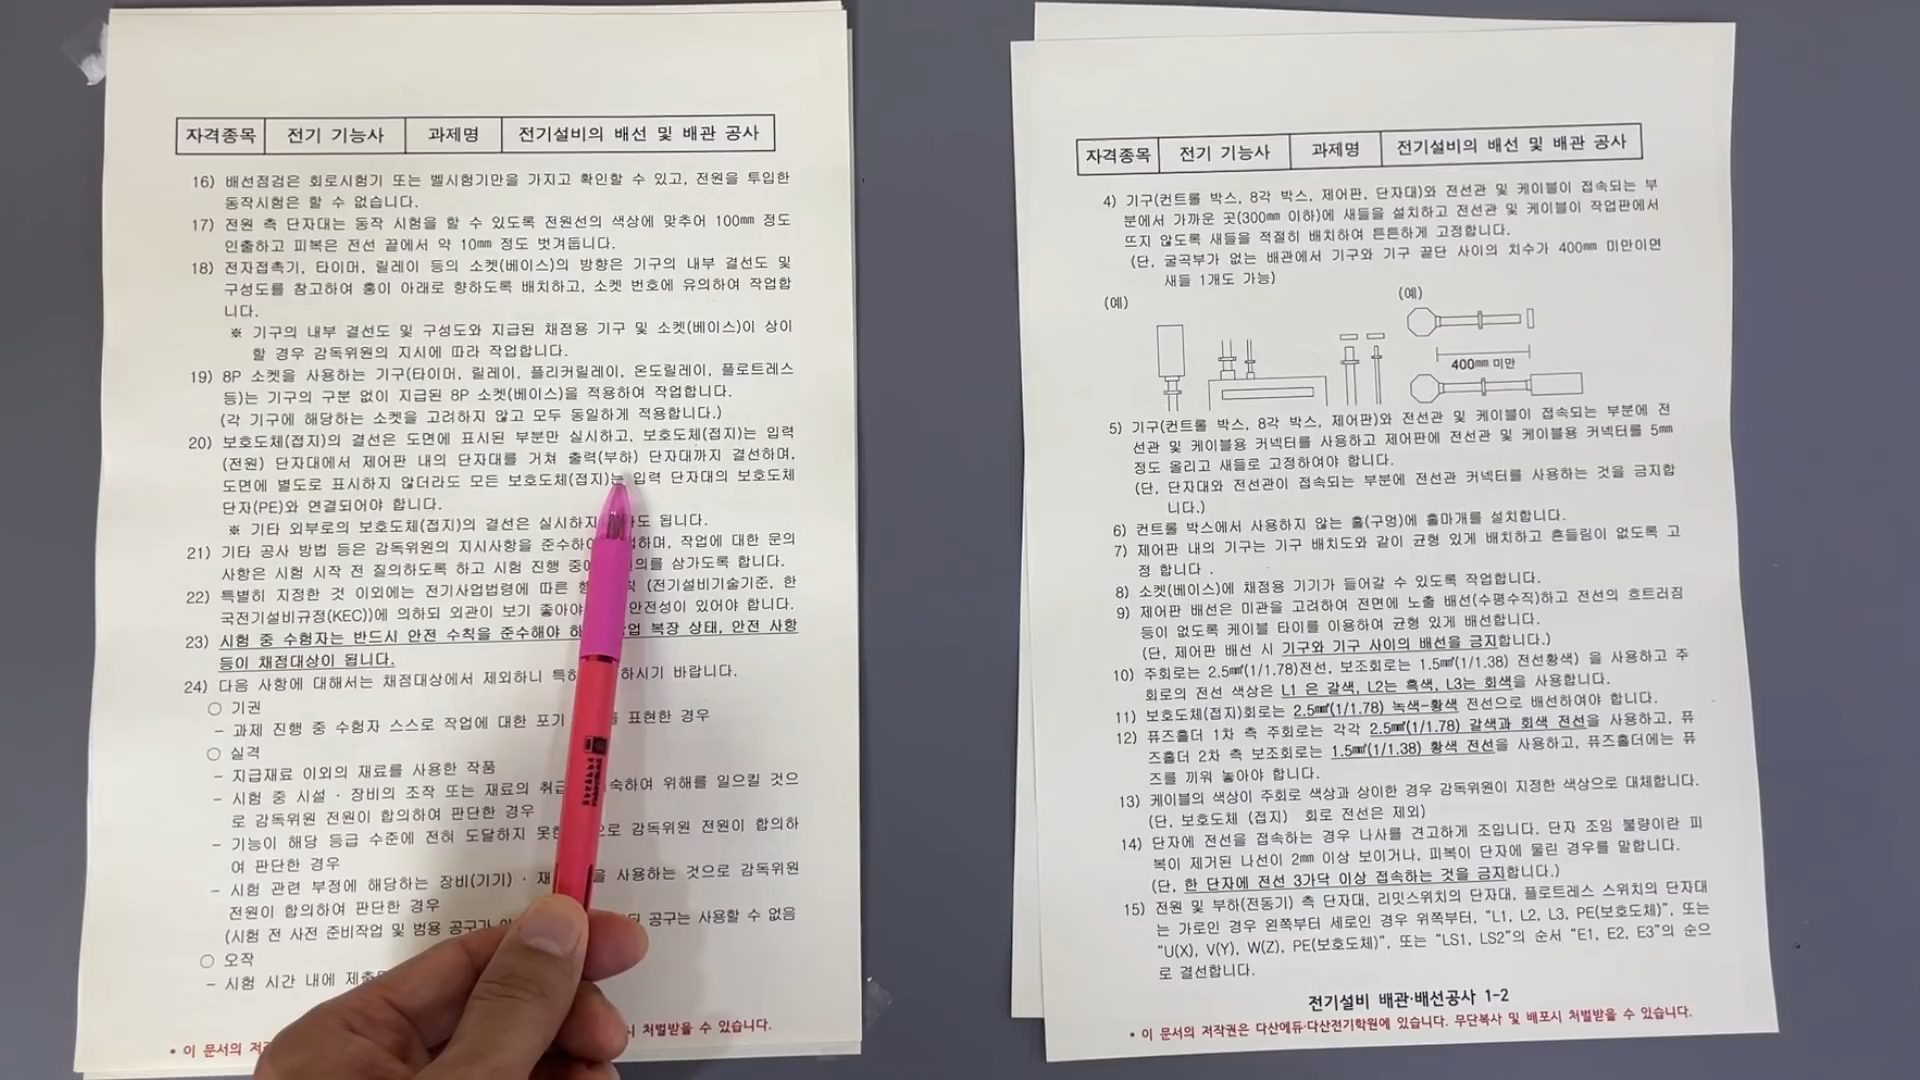 자격종목 전기 기능사 과제명 전기설비의 배선 및 배관 공사
16) 배선점검은 회로시험기 또는 벨시험기만을 가지고 확인할 수 있고, 전원을 투입한
동작시험은 할 수 없습니다.
17) 전원 측 단자대는 동작 시험을 할 수 있도록 전원선의 색상에 맞추어 100㎜ 정도
인출하고 피복은 전선 끝에서 약 10㎜ 정도 벗겨둡니다.
18) 전자접촉기, 타이머, 릴레이 등의 소켓(베이스)의 방향은 기구의 내부 결선도 및
구성도를 참고하여 홍이 아래로 향하도록 배치하고, 소켓 번호에 유의하여 작업합
니다.
※ 기구의 내부 결선도 및 구성도와 지급된 채점용 기구 및 소켓(베이스)이 상이
할 경우 감독위원의 지시에 따라 작업합니다.
19) 8P 소켓을 사용하는 기구(타이머, 릴레이, 플리커릴레이, 온도릴레이, 플로트레스
등)는 기구의 구분 없이 지급된 8P 소켓(베이스)을 적용하여 작업합니다.
(각 기구에 해당하는 소켓을 고려하지 않고 모두 동일하게 적용합니다.)
20) 보호도체(접지)의 결선은 도면에 표시된 부분만 실시하고, 보호도체(접지)는 입력
(전원) 단자대에서 제어판 내의 단자대를 거쳐 출력(부하) 단자대까지 결선하며,
도면에 별도로 표시하지 않더라도 모든 보호도체(접지)는 입력 단자대의 보호도체
단자(PE)와 연결되어야 합니다.
※ 기타 외부로의 보호도체(접지)의 결선은 실시하지 도 됩니다.
21) 기타 공사 방법 등은 감독위원의 지시사항을 준수하여 하며, 작업에 대한 문의
사항은 시험 시작 전 질의하도록 하고 시험 진행 중에 의를 삼가도록 합니다.
22) 특별히 지정한 것 이외에는 전기사업법령에 따른 (전기설비기술기준, 한
국전기설비규정(KEC))에 의하되 외관이 보기 좋아야 안전성이 있어야 합니다.
23) 시험 중 수험자는 반드시 안전 수칙을 준수해야 하 업 복장 상태, 안전 사항
등이 채점대상이 됩니다.
24) 다음 사항에 대해서는 채점대상에서 제외하니 특히 하시기 바랍니다.
○ 기권
- 과제 진행 중 수험자 스스로 작업에 대한 포기 를 표현한 경우
○ 실격
- 지급재료 이외의 재료를 사용한 작품
- 시험 중 시설·장비의 조작 또는 재료의 취급 숙하여 위해를 일으킬 것으
로 감독위원 전원이 합의하여 판단한 경우
- 기능이 해당 등급 수준에 전혀 도달하지 못한 으로 감독위원 전원이 합의하
여 판단한 경우
- 시험 관련 부정에 해당하는 장비(기기)·재 을 사용하는 것으로 감독위원
전원이 합의하여 판단한 경우
(시험 전 사전 준비작업 및 범용 공구가 공구는 사용할 수 없음
○ 오작
- 시험 시간 내에 제출
• 이 문서의 저 시 처벌받을 수 있습니다.
자격종목 전기 기능사 과제명 전기설비의 배선 및 배관 공사
4) 기구(컨트롤 박스, 8각 박스, 제어판, 단자대)와 전선관 및 케이블이 접속되는 부
분에서 가까운 곳(300㎜ 이하)에 새들을 설치하고 전선관 및 케이블이 작업판에서
뜨지 않도록 새들을 적절히 배치하여 튼튼하게 고정합니다.
(단, 굴곡부가 없는 배관에서 기구와 기구 끝단 사이의 치수가 400㎜ 미만이면
새들 1개도 가능)
(예) (예)
400㎜ 미만
5) 기구(컨트롤 박스, 8각 박스, 제어판)와 전선관 및 케이블이 접속되는 부분에 전
선관 및 케이블용 커넥터를 사용하고 제어판에 전선관 및 케이블용 커넥터를 5㎜
정도 올리고 새들로 고정하여야 합니다.
(단, 단자대와 전선관이 접속되는 부분에 전선관 커넥터를 사용하는 것을 금지합
니다.)
6) 컨트롤 박스에서 사용하지 않는 홀(구멍)에 홀마개를 설치합니다.
7) 제어판 내의 기구는 기구 배치도와 같이 균형 있게 배치하고 흔들림이 없도록 고
정 합니다 .
8) 소켓(베이스)에 채점용 기기가 들어갈 수 있도록 작업합니다.
9) 제어판 배선은 미관을 고려하여 전면에 노출 배선(수평수직)하고 전선의 흐트러짐
등이 없도록 케이블 타이를 이용하여 균형 있게 배선합니다.
(단, 제어판 배선 시 기구와 기구 사이의 배선을 금지합니다.)
10) 주회로는 2.5㎟(1/1.78)전선, 보조회로는 1.5㎟(1/1.38) 전선황색) 을 사용하고 주
회로의 전선 색상은 L1 은 갈색, L2는 흑색, L3는 회색을 사용합니다.
11) 보호도체(접지)회로는 2.5㎟(1/1.78) 녹색-황색 전선으로 배선하여야 합니다.
12) 퓨즈홀더 1차 측 주회로는 각각 2.5㎟(1/1.78) 갈색과 회색 전선을 사용하고, 퓨
즈홀더 2차 측 보조회로는 1.5㎟(1/1.38) 황색 전선을 사용하고, 퓨즈홀더에는 퓨
즈를 끼워 놓아야 합니다.
13) 케이블의 색상이 주회로 색상과 상이한 경우 감독위원이 지정한 색상으로 대체합니다.
(단, 보호도체 (접지) 회로 전선은 제외)
14) 단자에 전선을 접속하는 경우 나사를 견고하게 조입니다. 단자 조임 불량이란 피
복이 제거된 나선이 2㎜ 이상 보이거나, 피복이 단자에 물린 경우를 말합니다.
(단, 한 단자에 전선 3가닥 이상 접속하는 것을 금지합니다.)
15) 전원 및 부하(전동기) 측 단자대, 리밋스위치의 단자대, 플로트레스 스위치의 단자대
는 가로인 경우 왼쪽부터 세로인 경우 위쪽부터, “L1, L2, L3, PE(보호도체)”, 또는
“U(X), V(Y), W(Z), PE(보호도체)”, 또는 “LS1, LS2”의 순서 “E1, E2, E3”의 순으
로 결선합니다.
전기설비 배관·배선공사 1-2
• 이 문서의 저작권은 다산에듀·다산전기학원에 있습니다. 무단복사 및 배포시 처벌받을 수 있습니다.